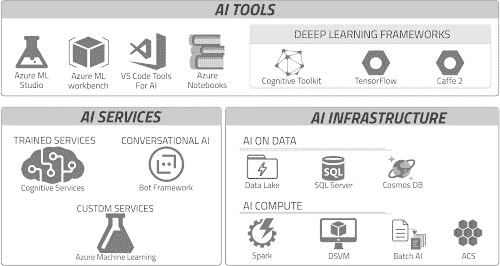 AI TOOLS
Azure ML
Studio
Azure ML
workbench
VS Code Tools
For AI
Azure
Notebooks
DEEEP LEARNING FRAMEWORKS
Cognitive Toolkit
TensorFlow
Caffe 2
AI SERVICES
TRAINED SERVICES
Cognitive Services
CONVERSATIONAL AI
Bot Framework
CUSTOM SERVICES
Azure Machine Learning
AI INFRASTRUCTURE
AI ON DATA
Data Lake
SQL
SQL Server
Cosmos DB
AI COMPUTE
Spark
DSVM
Batch AI
ACS